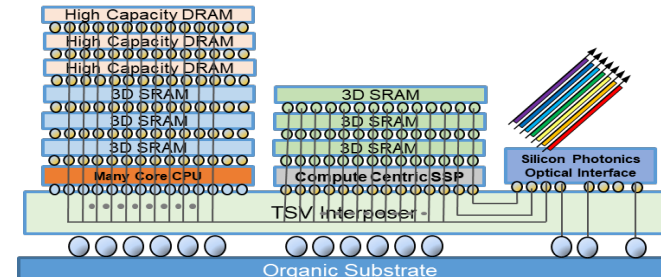 High Capacity DRAM
High Capacity DRAM
High Capacity DRAM
3D SRAM
3D SRAM
3D SRAM
Many Core CPU
3D SRAM
3D SRAM
3D SRAM
Compute Centric SSP
Silicon Photonics
Optical Interface
TSV Interposer
Organic Substrate